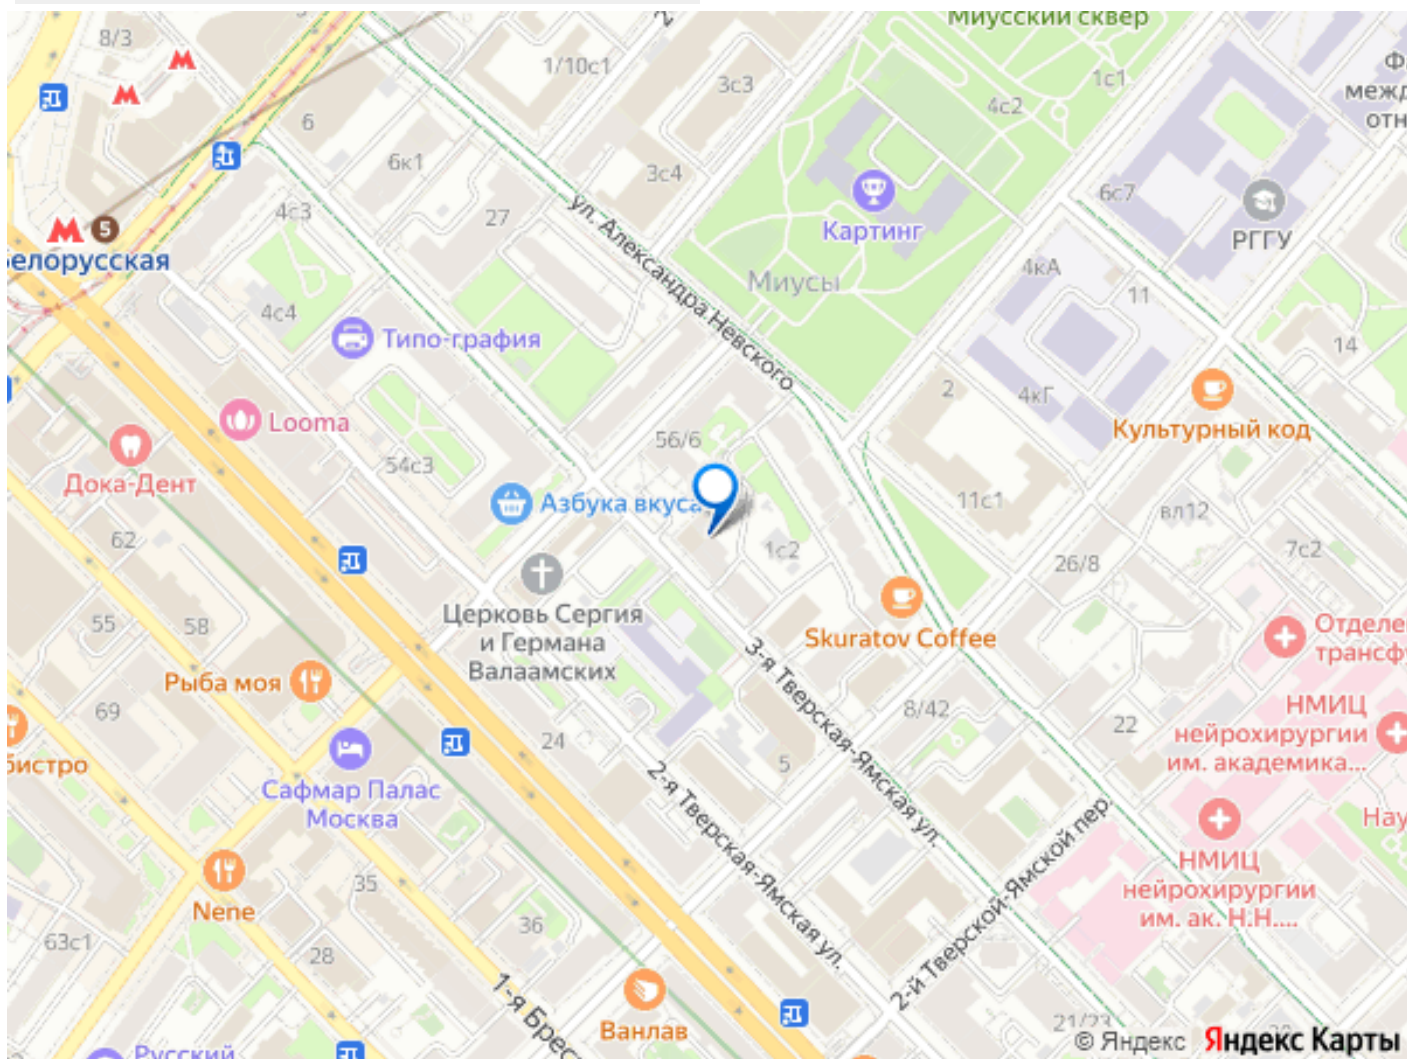 Миусский сквер
8/3
1/10с1
3с3
1с1
4с2
межд
отн
6
6к1
3с4
6с7
4с3
27
ул. Александра Невского
Картинг
РГГУ
5
елорусская
4кА
Миусы
11
4с4
Типо-графия
14
2
4кГ
Looma
Культурный код
56/6
54с3
Дока-Дент
Азбука вкуса
11с1
вл12
62
1с2
7с2
26/8
Церковь Сергия
и Германа
Валаамских
55
58
Skuratov Coffee
Отделе
трансфу
Рыба моя
3-я Тверская-Ямская ул.
69
8/42
22
НМИЦ
нейрохирургии
им. академика...
24
бистро
5
Сафмар Палас
Москва
2-я Тверская-Ямская ул.
2-й Тверской-Ямской пер.
Нау
НМИЦ
нейрохирургии
им. ак. Н.Н....
35
Nene
36
63с1
28
1-я Брес
Ванлав
21/23
Русский
© Яндекс Яндекс Карты